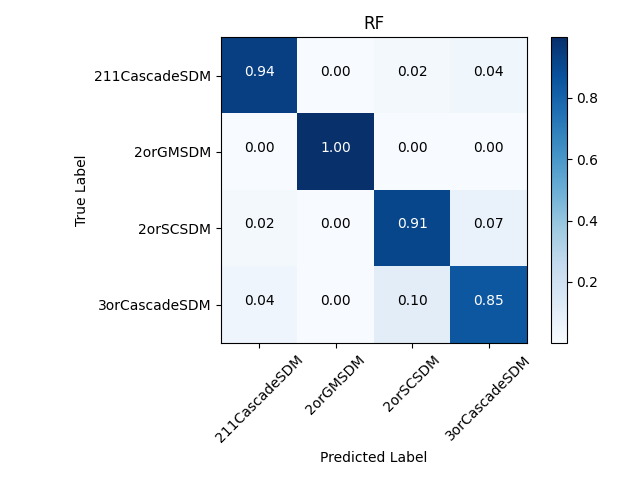 RF
211CascadeSDM 0.94 0.00 0.02 0.04
2orGMSDM 0.00 1.00 0.00 0.00
2orSCSDM 0.02 0.00 0.91 0.07
3orCascadeSDM 0.04 0.00 0.10 0.85
True Label
211CascadeSDM 2orGMSDM 2orSCSDM 3orCascadeSDM
Predicted Label
0.8
0.6
0.4
0.2